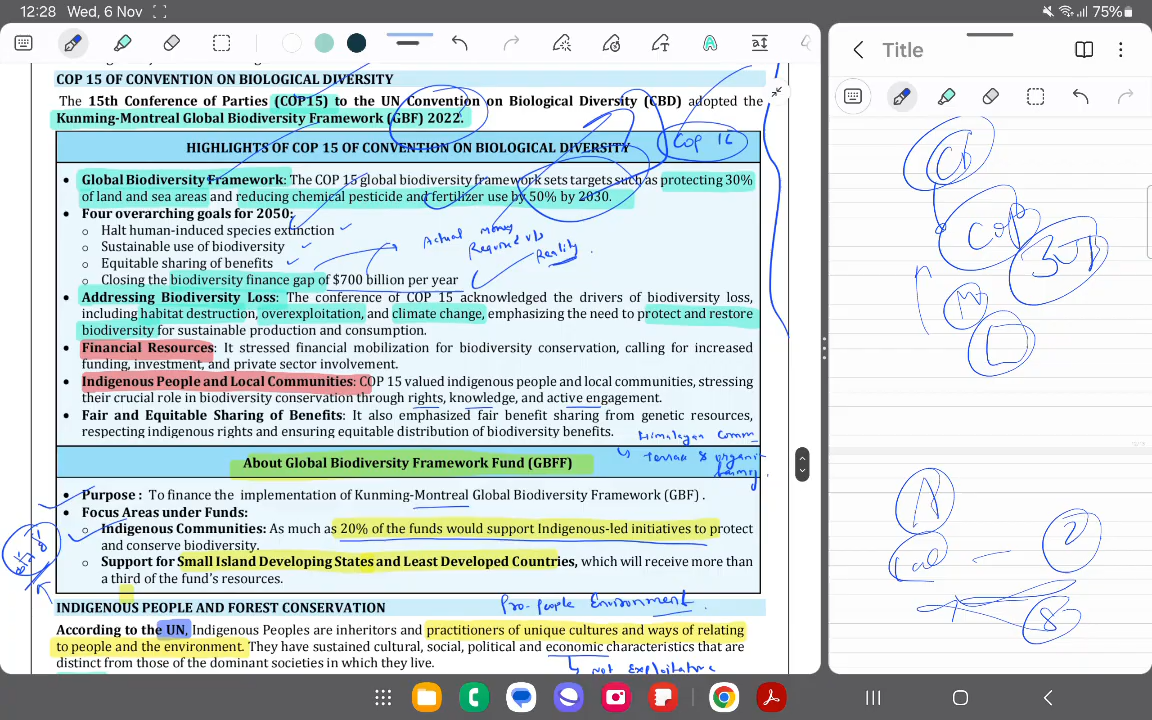 12:28 Wed, 6 Nov
75%
Title
COP 15 OF CONVENTION ON BIOLOGICAL DIVERSITY
The 15th Conference of Parties (COP15) to the UN Convention on Biological Diversity (CBD) adopted the
Kunming-Montreal Global Biodiversity Framework (GBF) 2022.
HIGHLIGHTS OF COP 15 OF CONVENTION ON BIOLOGICAL DIVERSITY
COP 16
• Global Biodiversity Framework: The COP 15 global biodiversity framework sets targets such as protecting 30%
of land and sea areas and reducing chemical pesticide and fertilizer use by 50% by 2030.
• Four overarching goals for 2050:
○ Halt human-induced species extinction
○ Sustainable use of biodiversity
○ Equitable sharing of benefits
○ Closing the biodiversity finance gap of $700 billion per year
Actual money
Required v/s
Reality.
• Addressing Biodiversity Loss: The conference of COP 15 acknowledged the drivers of biodiversity loss,
including habitat destruction, overexploitation, and climate change, emphasizing the need to protect and restore
biodiversity for sustainable production and consumption.
• Financial Resources: It stressed financial mobilization for biodiversity conservation, calling for increased
funding, investment, and private sector involvement.
• Indigenous People and Local Communities: COP 15 valued indigenous people and local communities, stressing
their crucial role in biodiversity conservation through rights, knowledge, and active engagement.
• Fair and Equitable Sharing of Benefits: It also emphasized fair benefit sharing from genetic resources,
respecting indigenous rights and ensuring equitable distribution of biodiversity benefits.
Himalayan Comm
terrace & organic
farming.
About Global Biodiversity Framework Fund (GBFF)
• Purpose : To finance the implementation of Kunming-Montreal Global Biodiversity Framework (GBF) .
• Focus Areas under Funds:
○ Indigenous Communities: As much as 20% of the funds would support Indigenous-led initiatives to protect
and conserve biodiversity.
○ Support for Small Island Developing States and Least Developed Countries, which will receive more than
a third of the fund's resources.
INDIGENOUS PEOPLE AND FOREST CONSERVATION
Pro-people Environment.
According to the UN, Indigenous Peoples are inheritors and practitioners of unique cultures and ways of relating
to people and the environment. They have sustained cultural, social, political and economic characteristics that are
distinct from those of the dominant societies in which they live.
not exploitative
COP
A
2
8